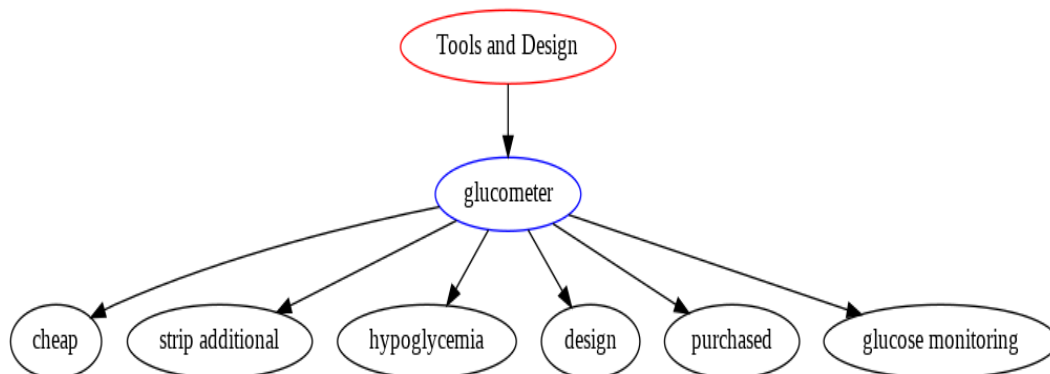 Tools and Design
glucometer
cheap
strip additional
hypoglycemia
design
purchased
glucose monitoring